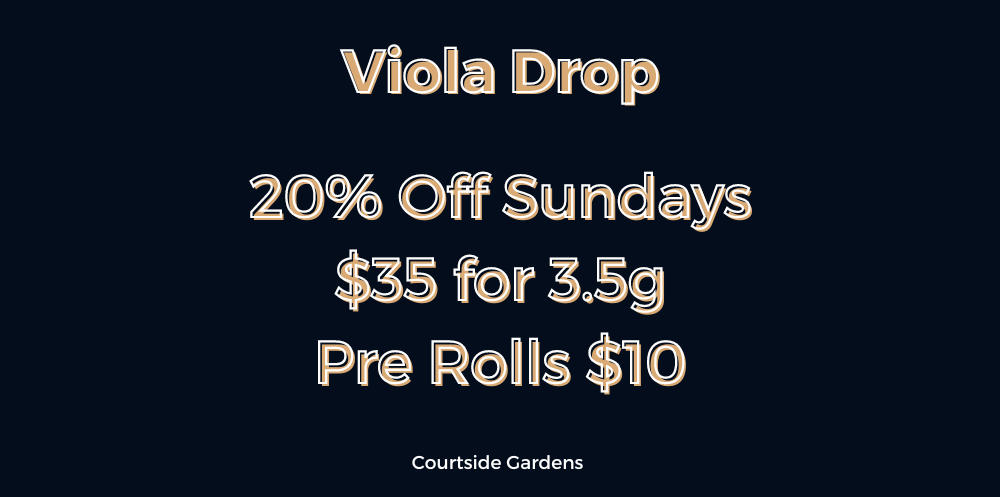 Viola Drop
20% Off Sundays
$35 for 3.5g
Pre Rolls $10
Courtside Gardens